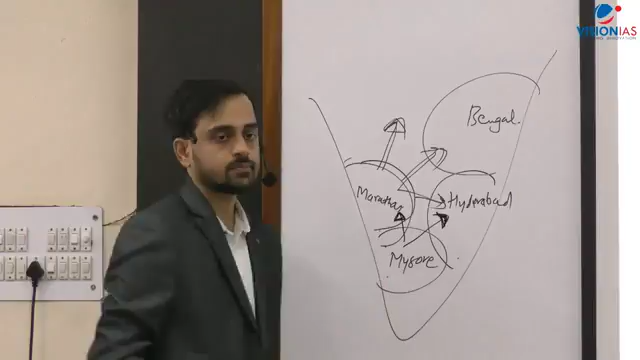 VISIONIAS
Bengal.
Marathas
Hyderabad
Mysore